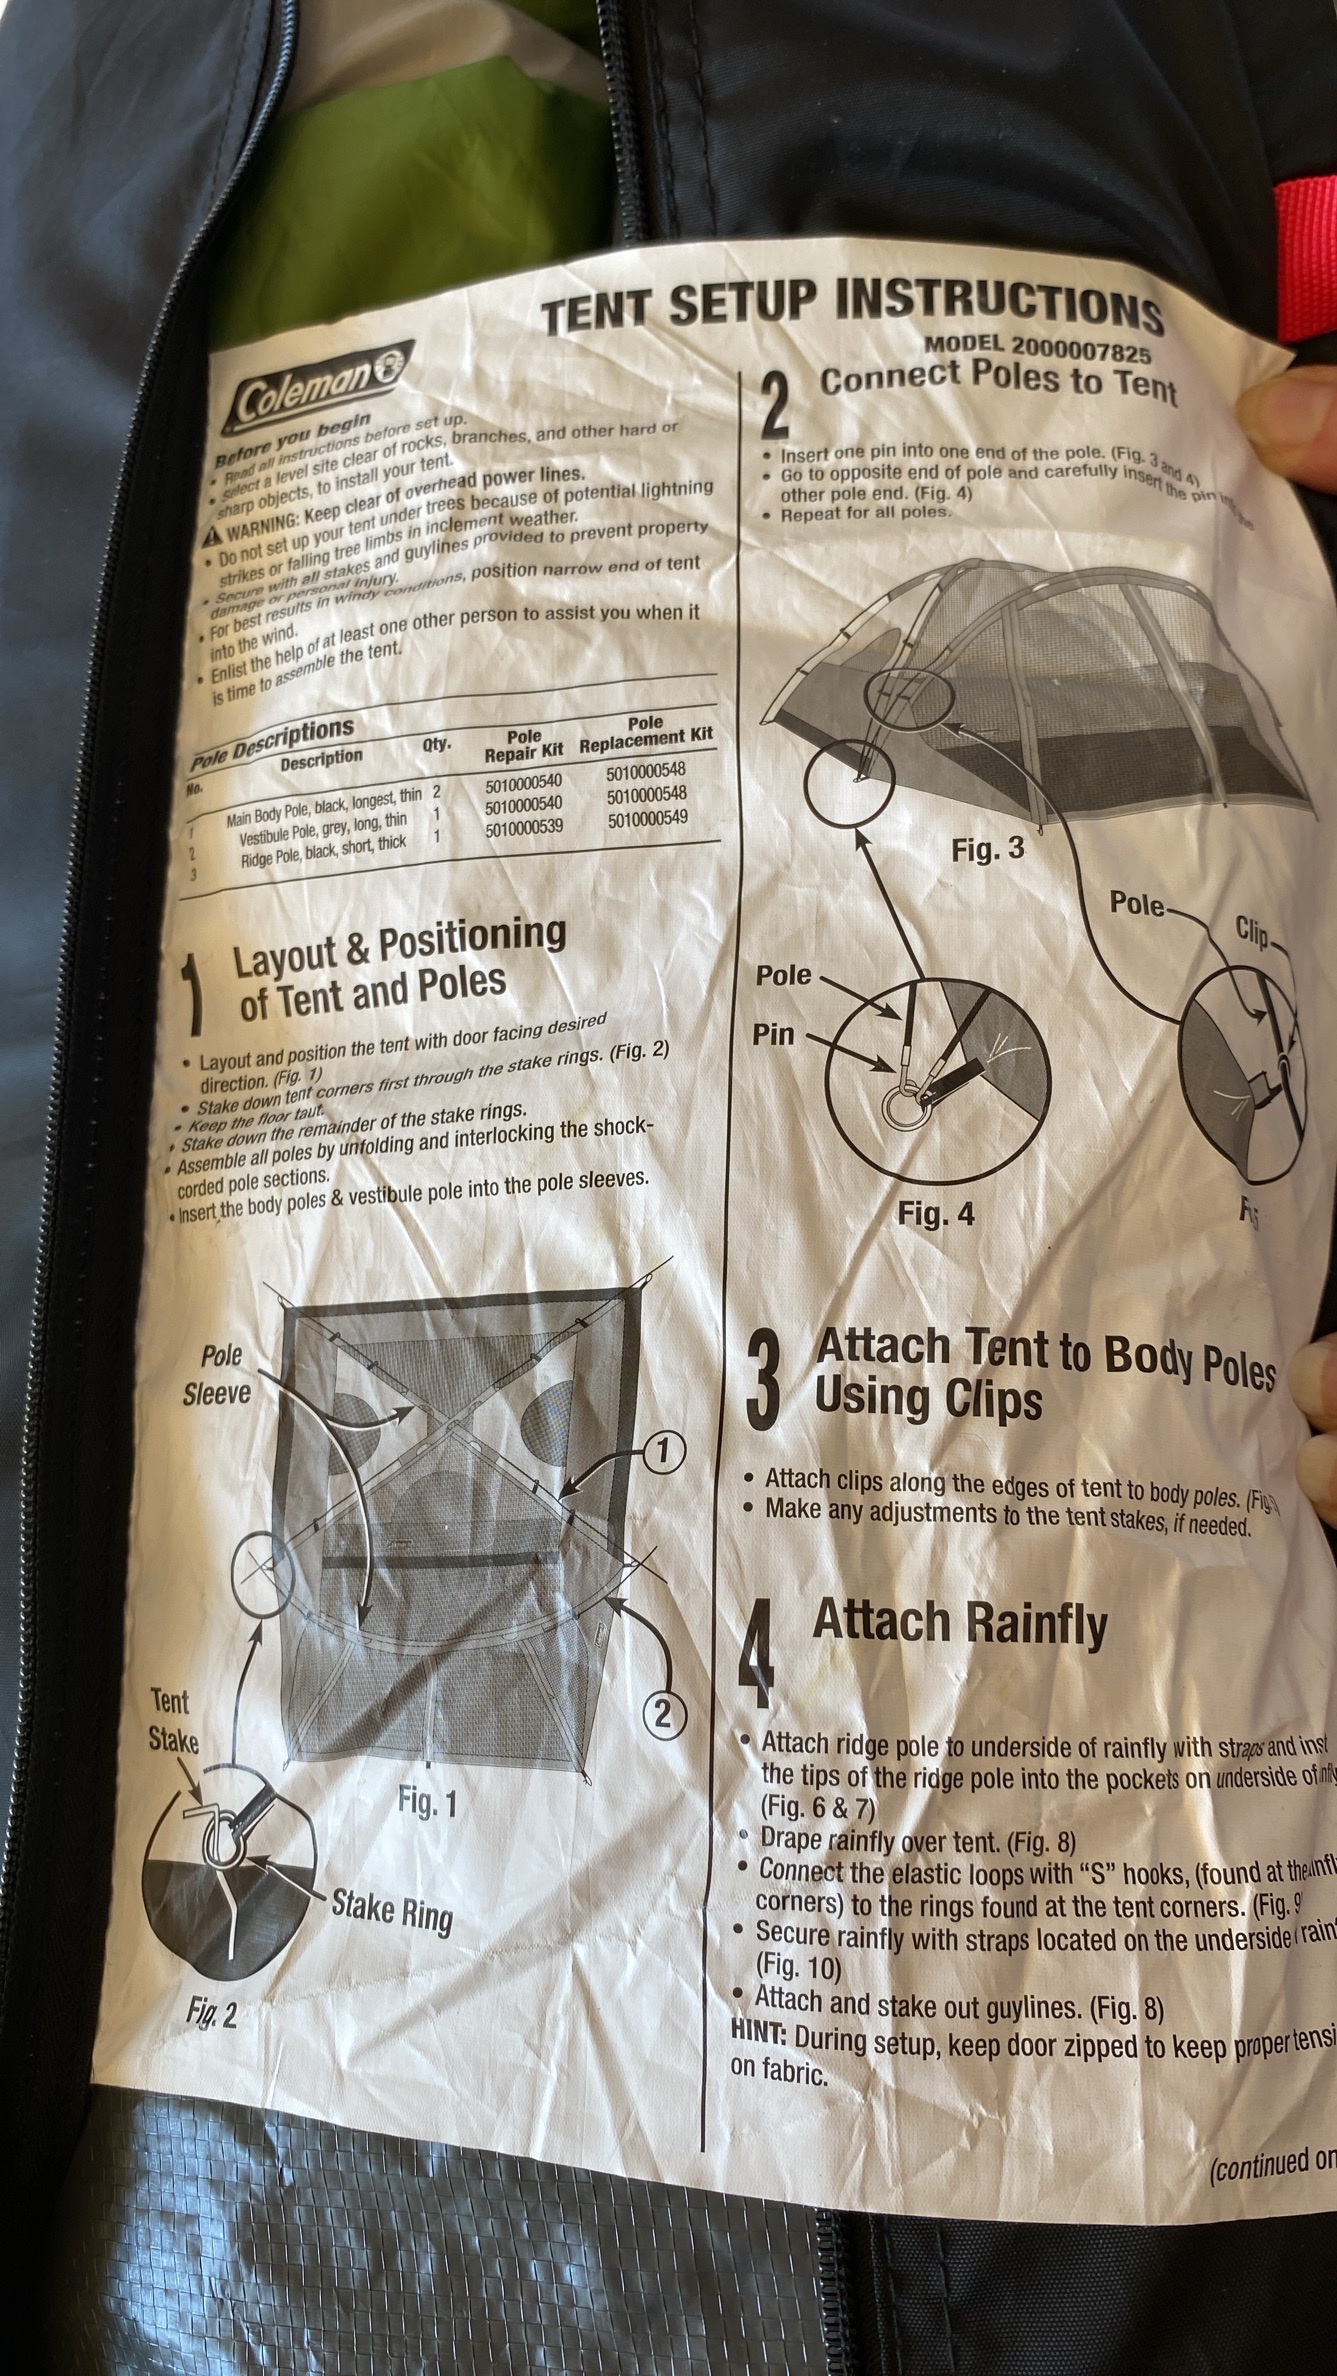 TENT SETUP INSTRUCTIONS
MODEL 2000007825
Coleman
Before you begin
• Read all instructions before set up.
• Select a level site clear of rocks, branches, and other hard or
sharp objects, to install your tent.
WARNING: Keep clear of overhead power lines.
• Do not set up your tent under trees because of potential lightning
strikes or falling tree limbs in inclement weather.
• Secure with all stakes and guylines provided to prevent property
damage or personal injury.
• For best results in windy conditions, position narrow end of tent
into the wind.
• Enlist the help of at least one other person to assist you when it
is time to assemble the tent.
Pole Descriptions
No. Description Qty. Pole Repair Kit Pole Replacement Kit
1 Main Body Pole, black, longest, thin 2 5010000540 5010000548
2 Vestibule Pole, grey, long, thin 1 5010000540 5010000548
3 Ridge Pole, black, short, thick 1 5010000539 5010000549
1 Layout & Positioning
of Tent and Poles
• Layout and position the tent with door facing desired
direction. (Fig. 1)
• Stake down tent corners first through the stake rings. (Fig. 2)
• Keep the floor taut.
• Stake down the remainder of the stake rings.
• Assemble all poles by unfolding and interlocking the shock-
corded pole sections.
• Insert the body poles & vestibule pole into the pole sleeves.
Pole
Sleeve
1
2
Tent
Stake
Fig. 1
Stake Ring
Fig. 2
2 Connect Poles to Tent
• Insert one pin into one end of the pole. (Fig. 3 and 4)
• Go to opposite end of pole and carefully insert the pin into the
other pole end. (Fig. 4)
• Repeat for all poles.
Fig. 3
Pole
Clip
Pole
Pin
Fig. 4
3 Attach Tent to Body Poles
Using Clips
• Attach clips along the edges of tent to body poles. (Fig.
• Make any adjustments to the tent stakes, if needed.
4 Attach Rainfly
• Attach ridge pole to underside of rainfly with straps and
the tips of the ridge pole into the pockets on underside of
(Fig. 6 & 7)
• Drape rainfly over tent. (Fig. 8)
• Connect the elastic loops with “S” hooks, (found at the
corners) to the rings found at the tent corners. (Fig. 9
• Secure rainfly with straps located on the underside
(Fig. 10)
• Attach and stake out guylines. (Fig. 8)
HINT: During setup, keep door zipped to keep proper
on fabric.
(continued on